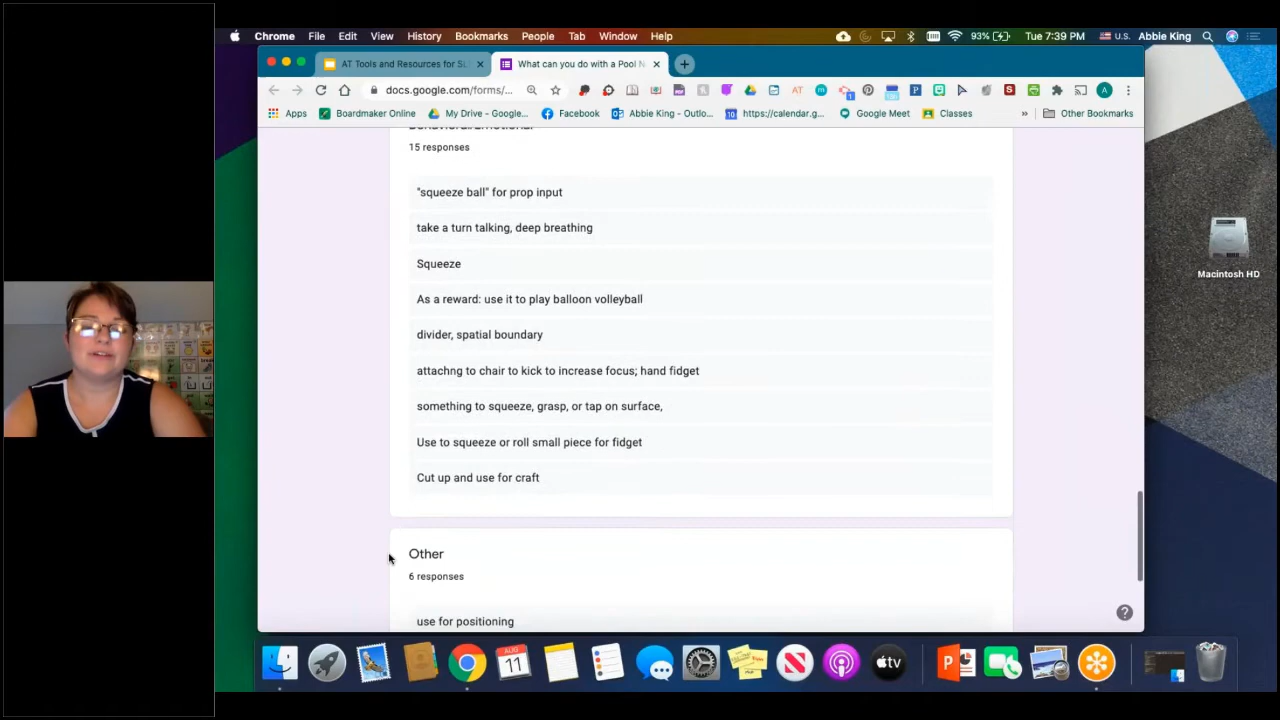 Chrome File Edit View History Bookmarks People Tab Window Help 93% Tue 7:39 PM U.S. Abbie King
AT Tools and Resources for SL
What can you do with a Pool N
docs.google.com/forms/...
Apps Boardmaker Online My Drive - Google... Facebook Abbie King - Outlo... https://calendar.g... Google Meet Classes » Other Bookmarks
Behavioral/Emotional
15 responses
"squeeze ball" for prop input
take a turn talking, deep breathing
Squeeze
As a reward: use it to play balloon volleyball
divider, spatial boundary
attachng to chair to kick to increase focus; hand fidget
something to squeeze, grasp, or tap on surface,
Use to squeeze or roll small piece for fidget
Cut up and use for craft
Other
6 responses
use for positioning
Macintosh HD
AUG
11
tv